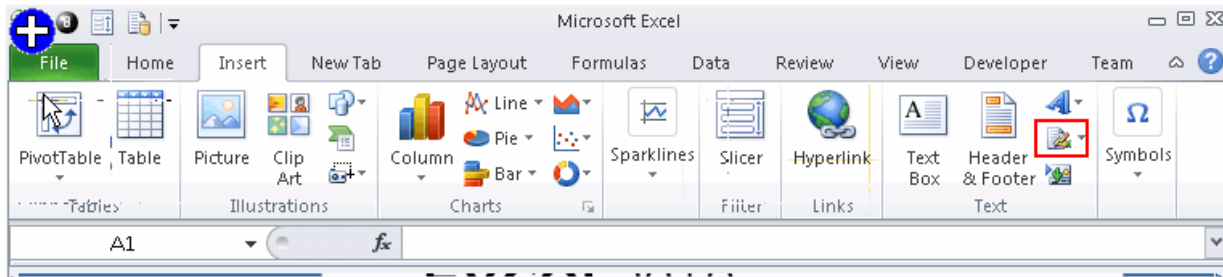 Microsoft Excel
File Home Insert New Tab Page Layout Formulas Data Review View Developer Team
PivotTable Table Picture Clip Art Column Line Pie Bar Sparklines Slicer Hyperlink Text Box Header & Footer Symbols
Tables Illustrations Charts Filter Links Text
A1 fx